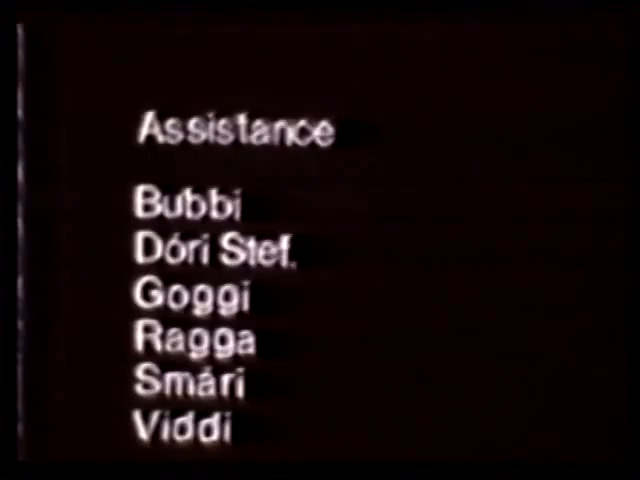 Assistance
Bubbi
Dóri Stef.
Goggi
Ragga
Smári
Viddi